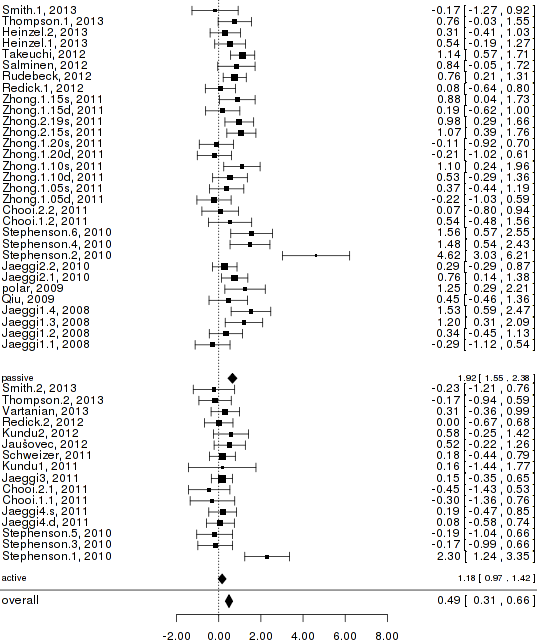 Smith.1, 2013 -0.17 [ -1.27 , 0.92 ]
Thompson.1, 2013 0.76 [ -0.03 , 1.55 ]
Heinzel.2, 2013 0.31 [ -0.41 , 1.03 ]
Heinzel.1, 2013 0.54 [ -0.19 , 1.27 ]
Takeuchi, 2012 1.14 [ 0.57 , 1.71 ]
Salminen, 2012 0.84 [ -0.05 , 1.72 ]
Rudebeck, 2012 0.76 [ 0.21 , 1.31 ]
Redick.1, 2012 0.08 [ -0.64 , 0.80 ]
Zhong.1.15s, 2011 0.88 [ 0.04 , 1.73 ]
Zhong.1.15d, 2011 0.19 [ -0.62 , 1.00 ]
Zhong.2.19s, 2011 0.98 [ 0.29 , 1.66 ]
Zhong.2.15s, 2011 1.07 [ 0.39 , 1.76 ]
Zhong.1.20s, 2011 -0.11 [ -0.92 , 0.70 ]
Zhong.1.20d, 2011 -0.21 [ -1.02 , 0.61 ]
Zhong.1.10s, 2011 1.10 [ 0.24 , 1.96 ]
Zhong.1.10d, 2011 0.53 [ -0.29 , 1.36 ]
Zhong.1.05s, 2011 0.37 [ -0.44 , 1.19 ]
Zhong.1.05d, 2011 -0.22 [ -1.03 , 0.59 ]
Chooi.2.2, 2011 0.07 [ -0.80 , 0.94 ]
Chooi.1.2, 2011 0.54 [ -0.48 , 1.56 ]
Stephenson.6, 2010 1.56 [ 0.57 , 2.55 ]
Stephenson.4, 2010 1.48 [ 0.54 , 2.43 ]
Stephenson.2, 2010 4.62 [ 3.03 , 6.21 ]
Jaeggi2.2, 2010 0.29 [ -0.29 , 0.87 ]
Jaeggi2.1, 2010 0.76 [ 0.14 , 1.38 ]
polar, 2009 1.25 [ 0.29 , 2.21 ]
Qiu, 2009 0.45 [ -0.46 , 1.36 ]
Jaeggi1.4, 2008 1.53 [ 0.59 , 2.47 ]
Jaeggi1.3, 2008 1.20 [ 0.31 , 2.09 ]
Jaeggi1.2, 2008 0.34 [ -0.45 , 1.13 ]
Jaeggi1.1, 2008 -0.29 [ -1.12 , 0.54 ]
passive 1.92 [ 1.55 , 2.38 ]
Smith.2, 2013 -0.23 [ -1.21 , 0.76 ]
Thompson.2, 2013 -0.17 [ -0.94 , 0.59 ]
Vartanian, 2013 0.31 [ -0.36 , 0.99 ]
Redick.2, 2012 0.00 [ -0.67 , 0.68 ]
Kundu2, 2012 0.58 [ -0.25 , 1.42 ]
Jaušovec, 2012 0.52 [ -0.22 , 1.26 ]
Schweizer, 2011 0.18 [ -0.44 , 0.79 ]
Kundu1, 2011 0.16 [ -1.44 , 1.77 ]
Jaeggi3, 2011 0.15 [ -0.35 , 0.65 ]
Chooi.2.1, 2011 -0.45 [ -1.43 , 0.53 ]
Chooi.1.1, 2011 -0.30 [ -1.36 , 0.76 ]
Jaeggi4.s, 2011 0.19 [ -0.47 , 0.85 ]
Jaeggi4.d, 2011 0.08 [ -0.58 , 0.74 ]
Stephenson.5, 2010 -0.19 [ -1.04 , 0.66 ]
Stephenson.3, 2010 -0.17 [ -0.99 , 0.66 ]
Stephenson.1, 2010 2.30 [ 1.24 , 3.35 ]
active 1.18 [ 0.97 , 1.42 ]
overall 0.49 [ 0.31 , 0.66 ]
-2.00 0.00 2.00 4.00 6.00 8.00